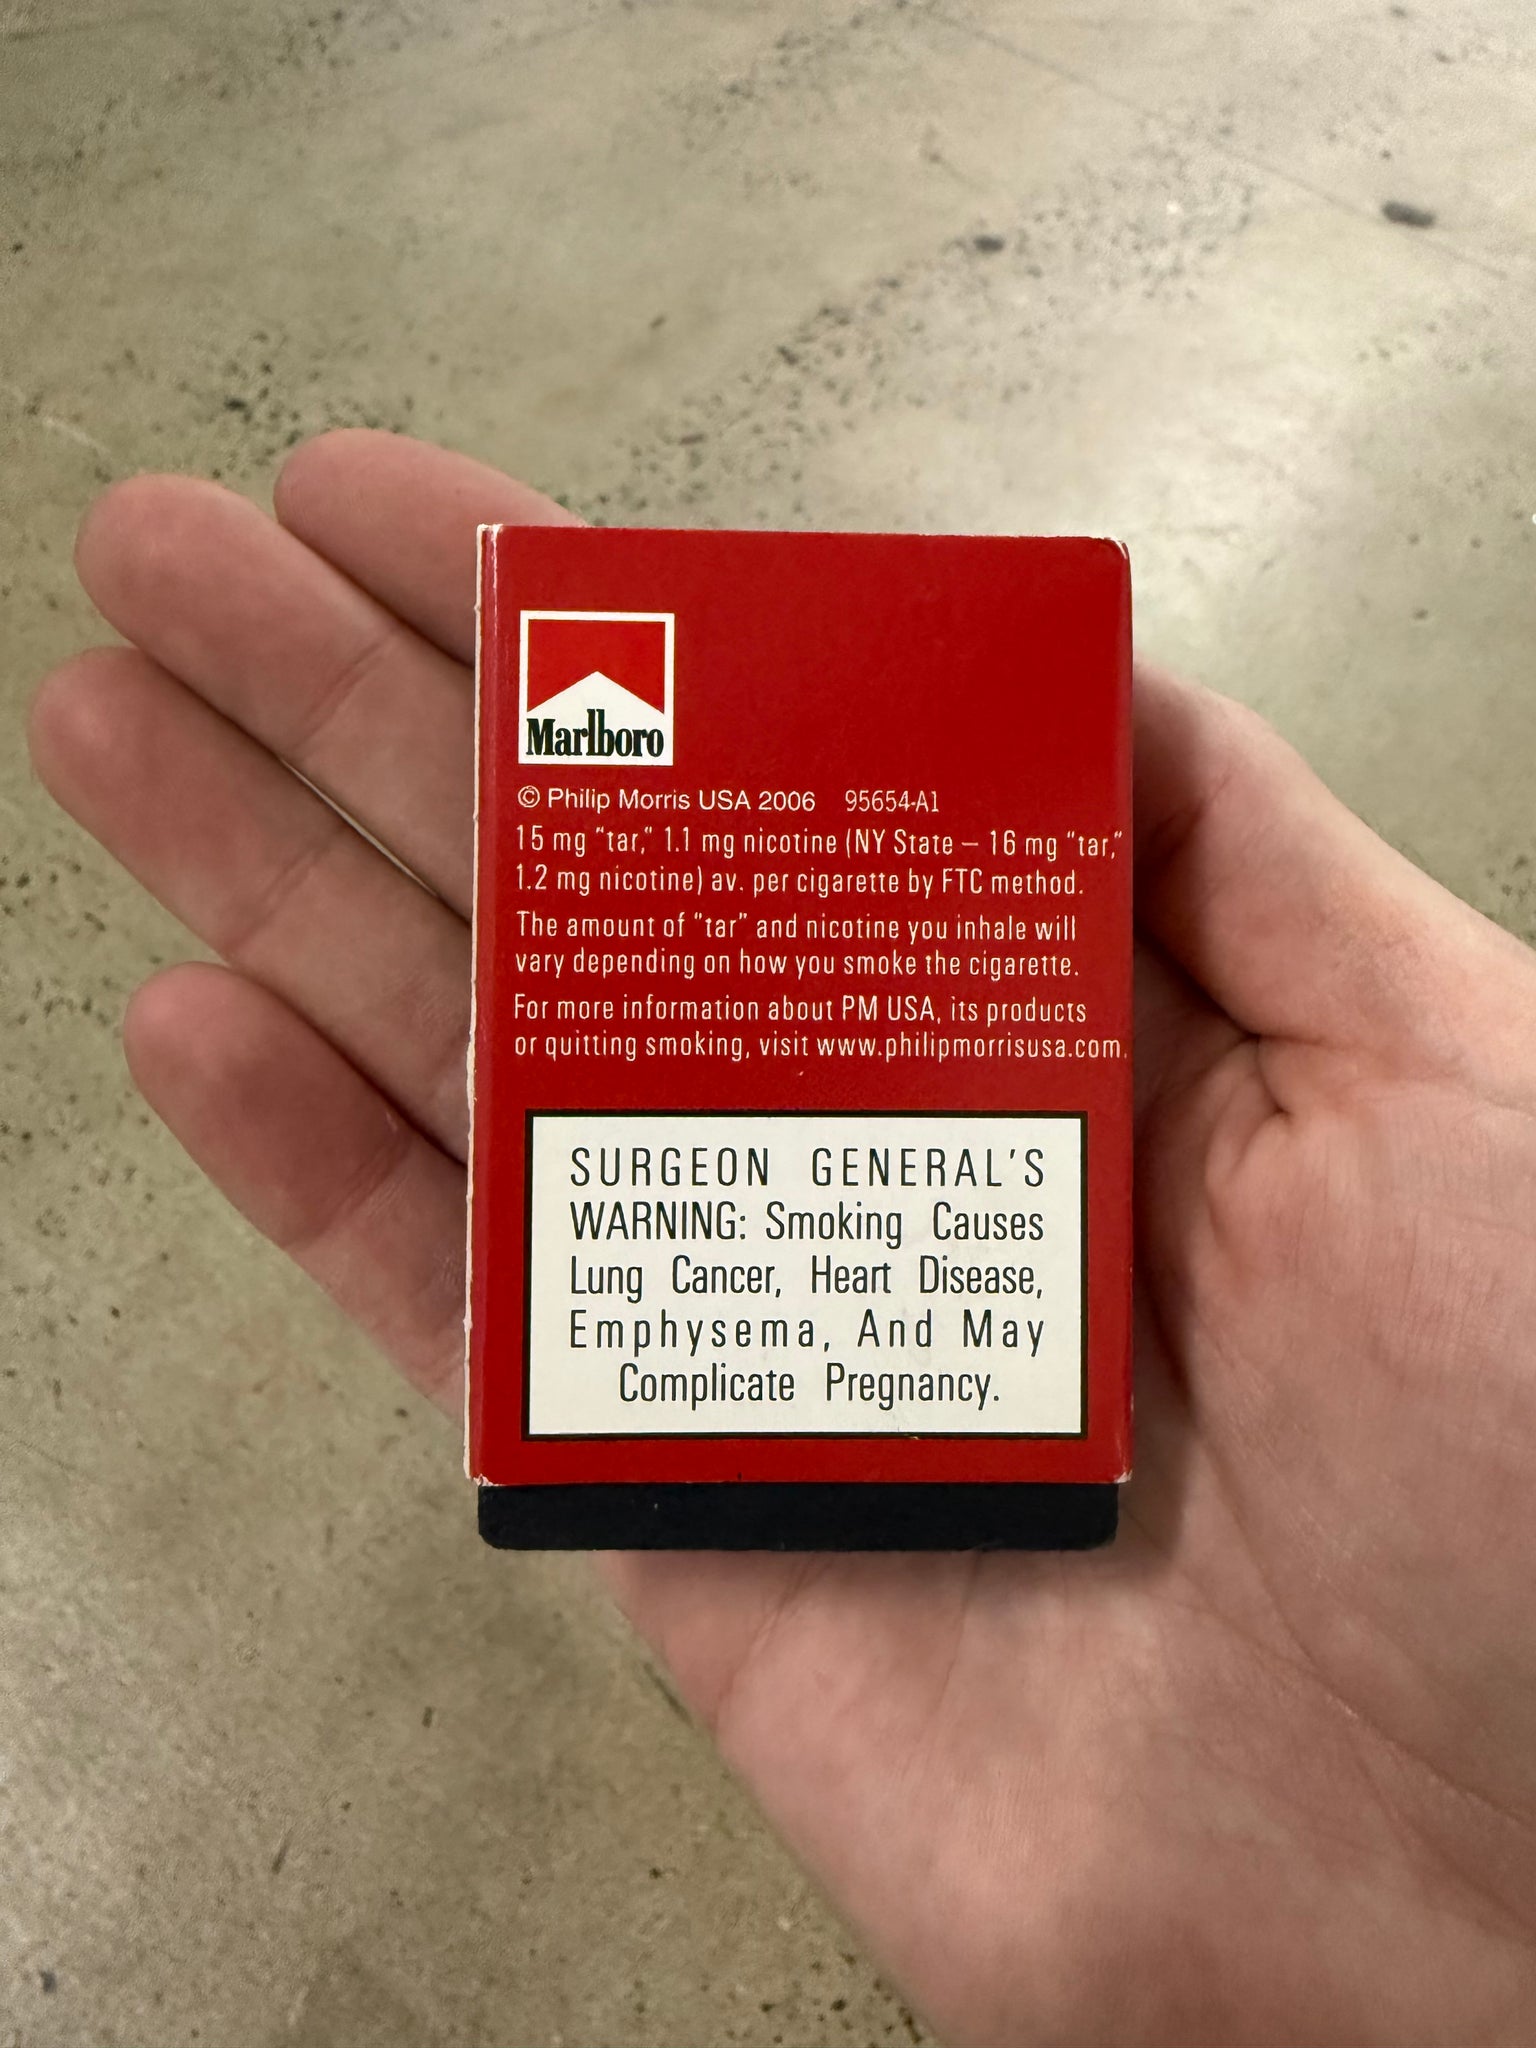 Marlboro
© Philip Morris USA 2006 95654-A1
15 mg “tar,” 1.1 mg nicotine (NY State – 16 mg “tar,”
1.2 mg nicotine) av. per cigarette by FTC method.
The amount of “tar” and nicotine you inhale will
vary depending on how you smoke the cigarette.
For more information about PM USA, its products
or quitting smoking, visit www.philipmorrisusa.com.
SURGEON GENERAL'S
WARNING: Smoking Causes
Lung Cancer, Heart Disease,
Emphysema, And May
Complicate Pregnancy.